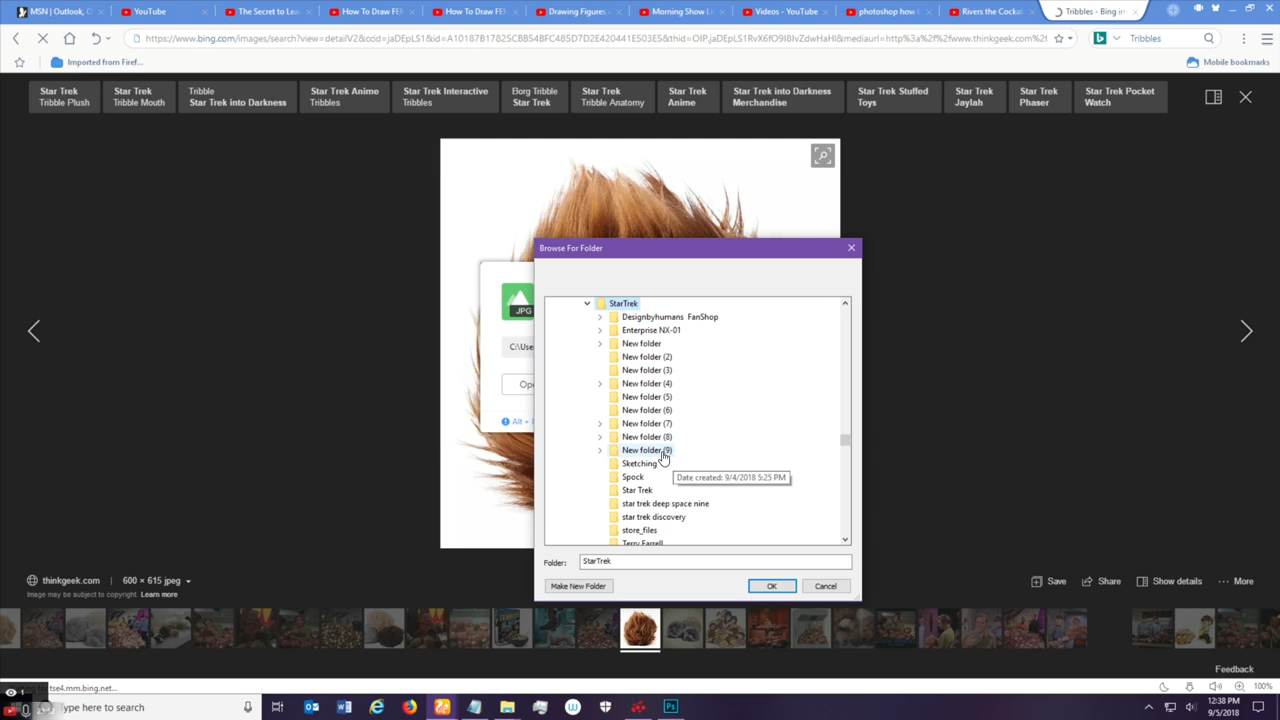 MSN | Outlook, O
YouTube
The Secret to Lea
How To Draw FE
How To Draw FE
Drawing Figures
Morning Show Li
Videos - YouTube
photoshop how t
Rivers the Cockat
Tribbles - Bing im
https://www.bing.com/images/search?view=detailV2&ccid=jaDEpLS1&id=A10187B17825CBB54BFC485D7D2E420441E503E5&thid=OIP.jaDEpLS1RvX6fO9I8IvZdwHaHl&mediaurl=http%3a%2f%2fwww.thinkgeek.com%2f
Tribbles
Imported from Firef...
Mobile bookmarks
Star Trek
Tribble Plush
Star Trek
Tribble Mouth
Tribble
Star Trek into Darkness
Star Trek Anime
Tribbles
Star Trek Interactive
Tribbles
Borg Tribble
Star Trek
Star Trek
Tribble Anatomy
Star Trek
Anime
Star Trek into Darkness
Merchandise
Star Trek Stuffed
Toys
Star Trek
Jaylah
Star Trek
Phaser
Star Trek Pocket
Watch
Browse For Folder
JPG
C:\Use
Ope
Alt +
StarTrek
Designbyhumans FanShop
Enterprise NX-01
New folder
New folder (2)
New folder (3)
New folder (4)
New folder (5)
New folder (6)
New folder (7)
New folder (8)
New folder (9)
Sketching
Date created: 9/4/2018 5:25 PM
Spock
Star Trek
star trek deep space nine
star trek discovery
store_files
Terry Farrell
Folder:
StarTrek
Make New Folder
OK
Cancel
thinkgeek.com
600 × 615 jpeg
Image may be subject to copyright. Learn more
Save
Share
Show details
More
Feedback
1
tse4.mm.bing.net...
100%
ype here to search
12:38 PM
9/5/2018